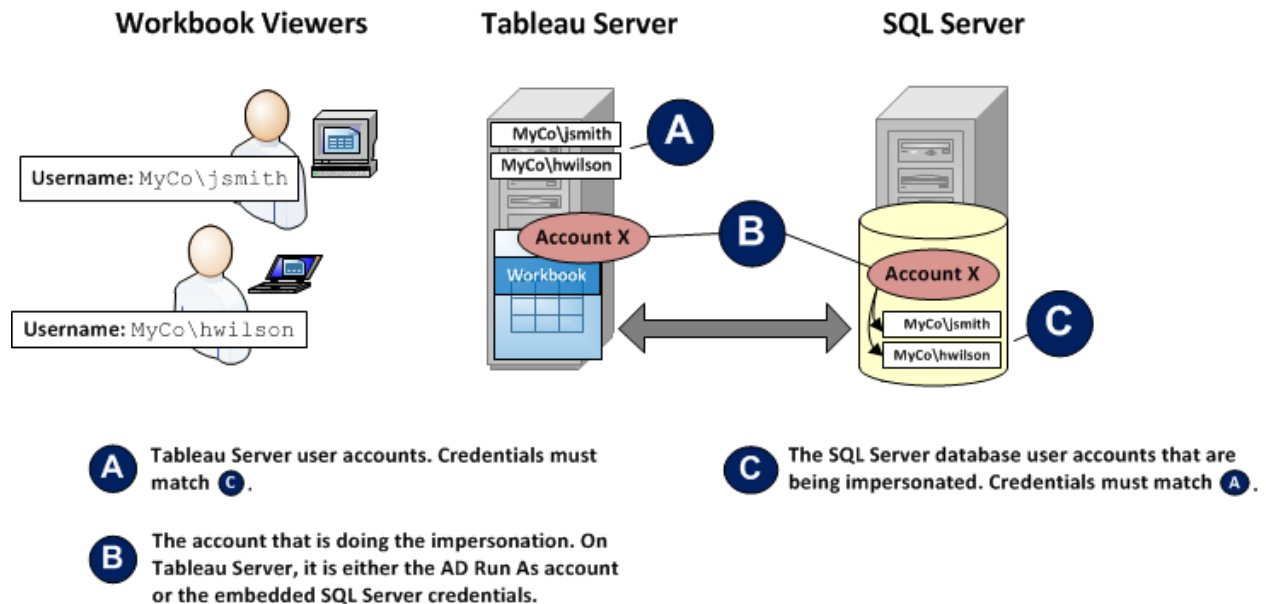 Workbook Viewers
Tableau Server
SQL Server
Username: MyCo\jsmith
Username: MyCo\hwilson
MyCo\jsmith
MyCo\hwilson
A
Account X
Workbook
B
Account X
MyCo\jsmith
MyCo\hwilson
C
A Tableau Server user accounts. Credentials must
match C.
B The account that is doing the impersonation. On
Tableau Server, it is either the AD Run As account
or the embedded SQL Server credentials.
C The SQL Server database user accounts that are
being impersonated. Credentials must match A.